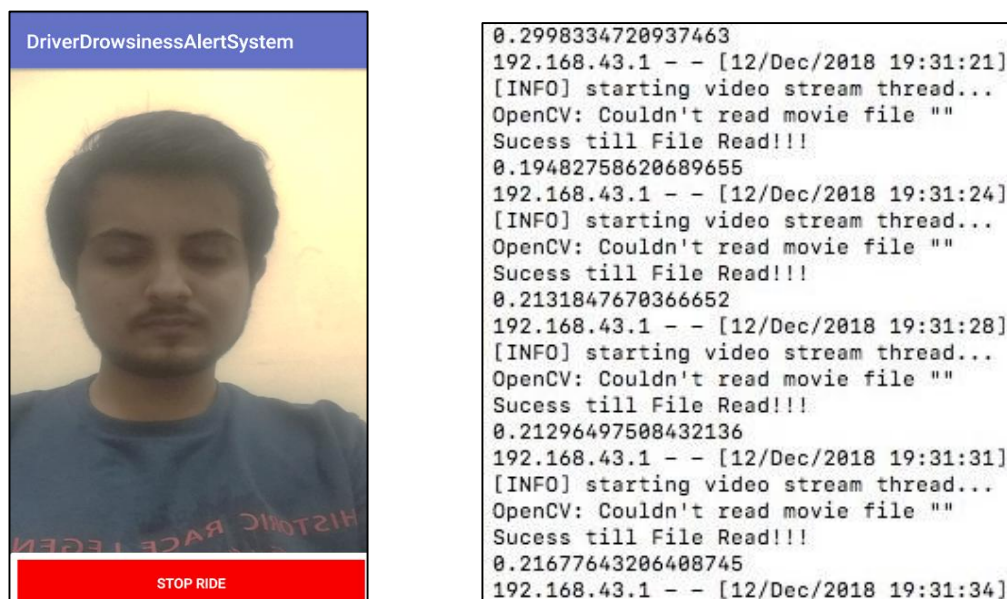 DriverDrowsinessAlertSystem
HISTORIC RACE LEGEN
STOP RIDE
0.2998334720937463
192.168.43.1 - - [12/Dec/2018 19:31:21]
[INFO] starting video stream thread...
OpenCV: Couldn't read movie file ""
Sucess till File Read!!!
0.19482758620689655
192.168.43.1 - - [12/Dec/2018 19:31:24]
[INFO] starting video stream thread...
OpenCV: Couldn't read movie file ""
Sucess till File Read!!!
0.2131847670366652
192.168.43.1 - - [12/Dec/2018 19:31:28]
[INFO] starting video stream thread...
OpenCV: Couldn't read movie file ""
Sucess till File Read!!!
0.21296497508432136
192.168.43.1 - - [12/Dec/2018 19:31:31]
[INFO] starting video stream thread...
OpenCV: Couldn't read movie file ""
Sucess till File Read!!!
0.21677643206408745
192.168.43.1 - - [12/Dec/2018 19:31:34]